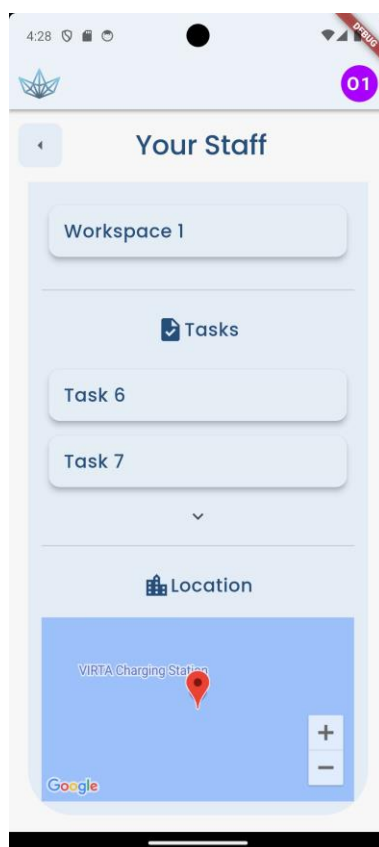 4:28
DEBUG
01
Your Staff
Workspace 1
Tasks
Task 6
Task 7
Location
VIRTA Charging Station
+
−
Google